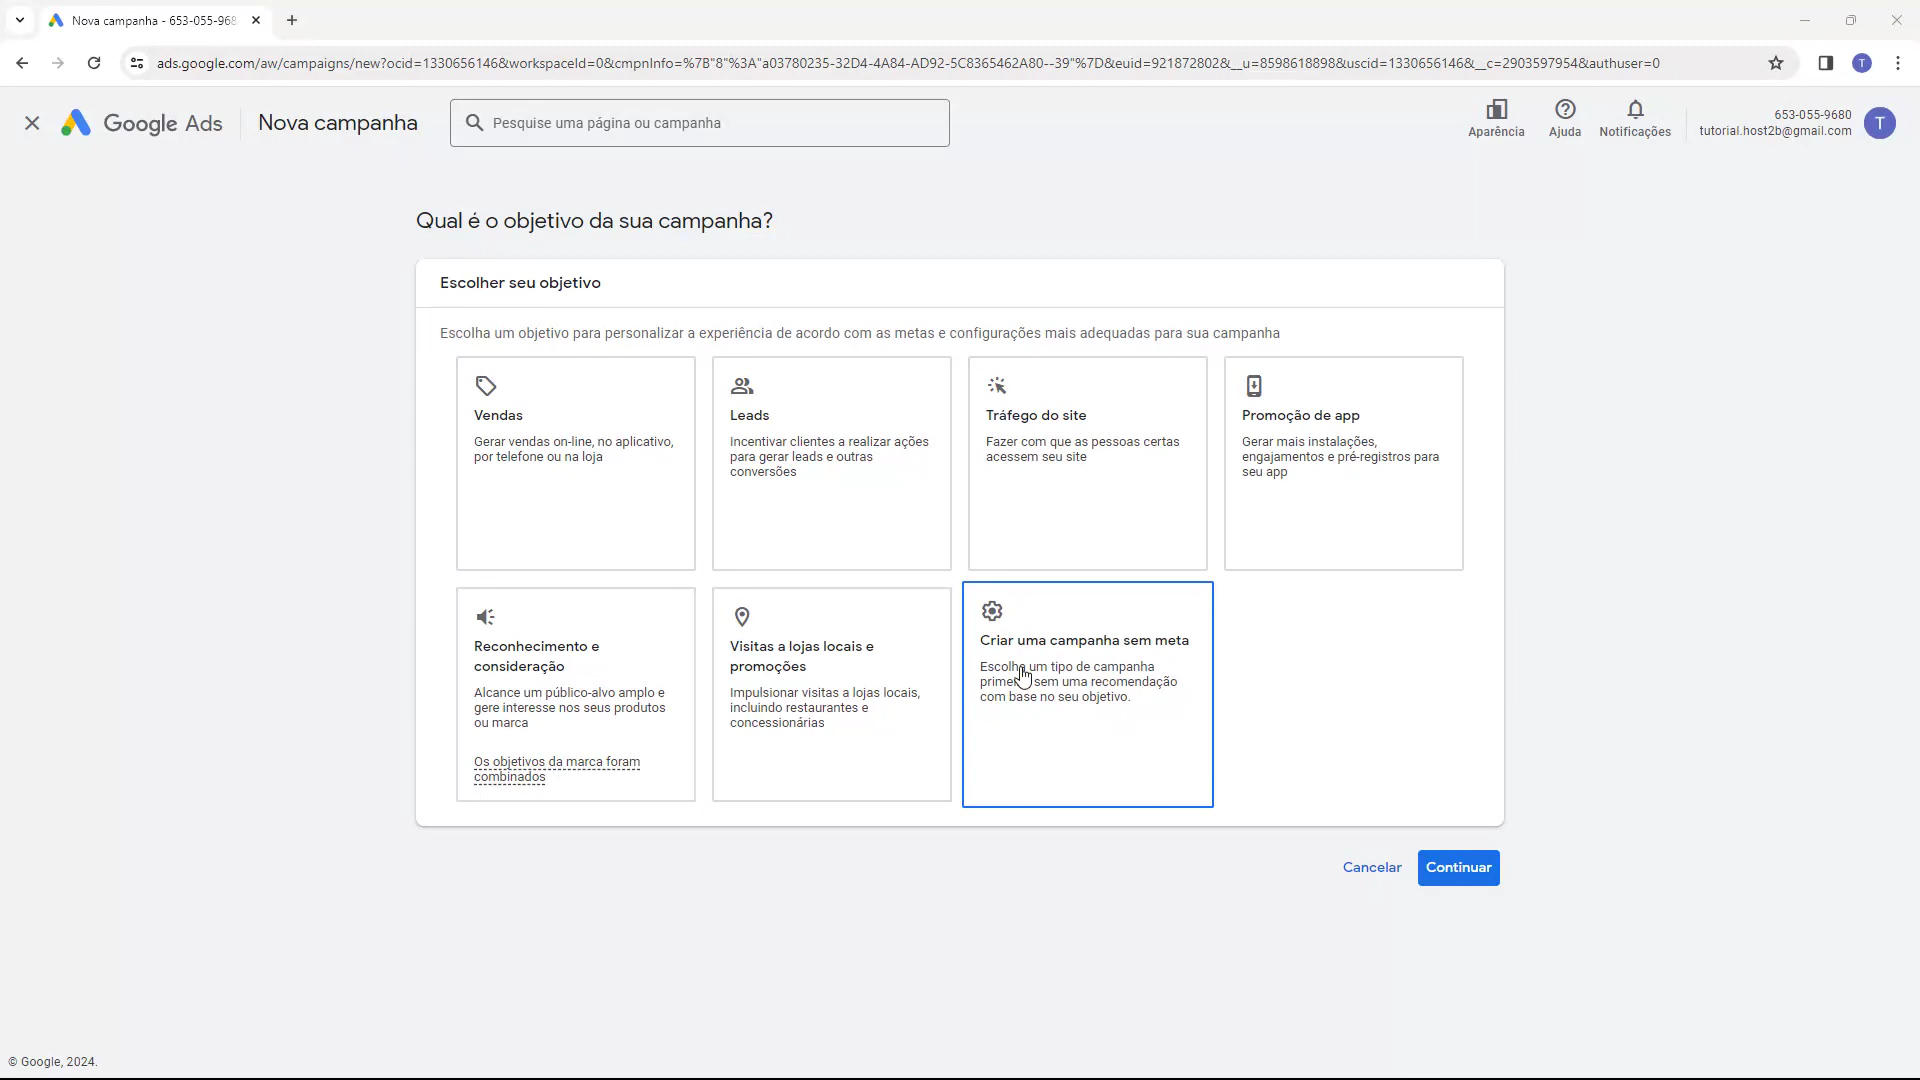 Nova campanha - 653-055-968
ads.google.com/aw/campaigns/new?ocid=1330656146&workspaceId=0&cmpnInfo=%7B"8"%3A"a03780235-32D4-4A84-AD92-5C8365462A80--39"%7D&euid=921872802&__u=8598618898&uscid=1330656146&__c=2903597954&authuser=0
T
Google Ads
Nova campanha
Pesquise uma página ou campanha
Aparência
Ajuda
Notificações
653-055-9680
tutorial.host2b@gmail.com
T
Qual é o objetivo da sua campanha?
Escolher seu objetivo
Escolha um objetivo para personalizar a experiência de acordo com as metas e configurações mais adequadas para sua campanha
Vendas
Gerar vendas on-line, no aplicativo,
por telefone ou na loja
Leads
Incentivar clientes a realizar ações
para gerar leads e outras
conversões
Tráfego do site
Fazer com que as pessoas certas
acessem seu site
Promoção de app
Gerar mais instalações,
engajamentos e pré-registros para
seu app
Reconhecimento e
consideração
Alcance um público-alvo amplo e
gere interesse nos seus produtos
ou marca
Os objetivos da marca foram
combinados
Visitas a lojas locais e
promoções
Impulsionar visitas a lojas locais,
incluindo restaurantes e
concessionárias
Criar uma campanha sem meta
Escolha um tipo de campanha
primeiro sem uma recomendação
com base no seu objetivo.
Cancelar
Continuar
© Google, 2024.